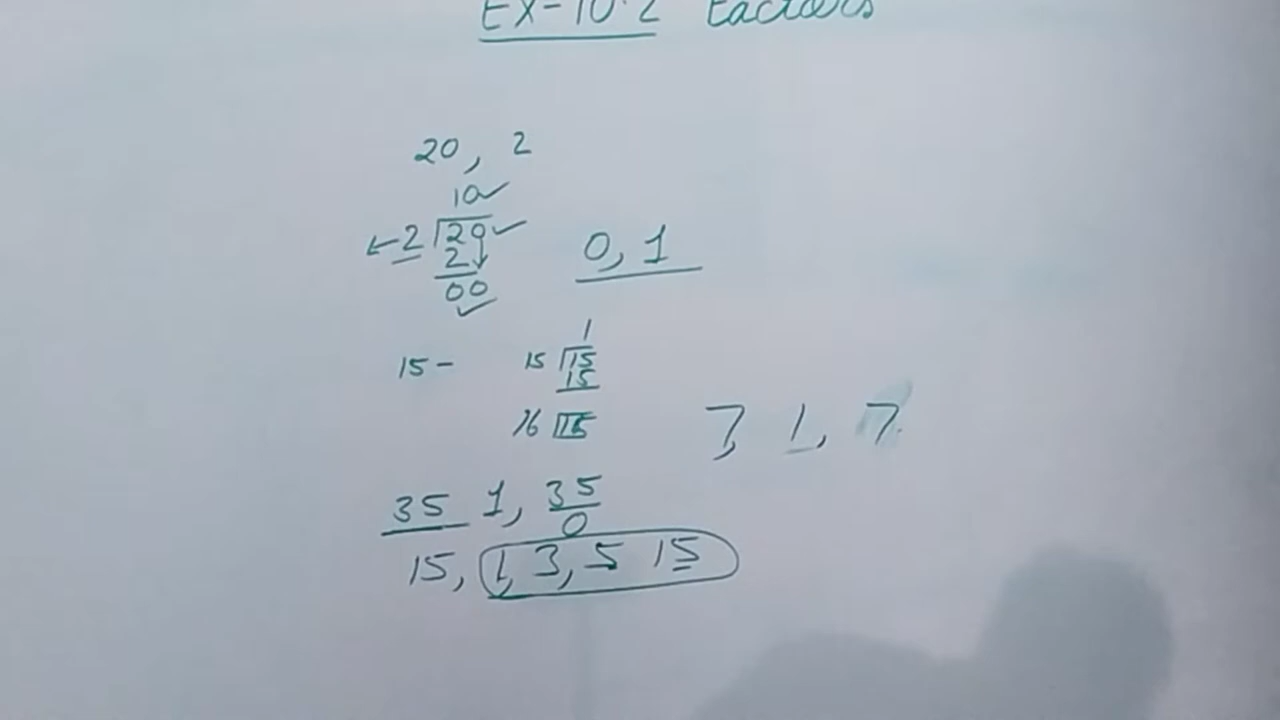 Ex-10.2 factors
20, 2
10
2 20
2
00
0, 1
1
15 - 15 15
15
16 15
7, 1, 7
35 1, 35
0
15, 1, 3, 5 15